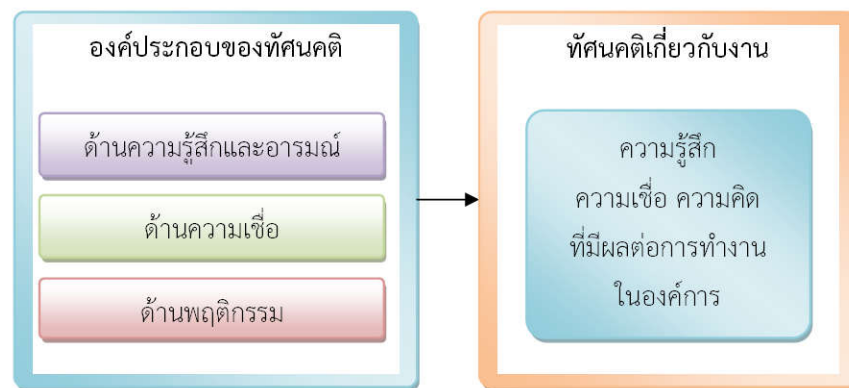 องค์ประกอบของทัศนคติ
ด้านความรู้สึกและอารมณ์
ด้านความเชื่อ
ด้านพฤติกรรม
ทัศนคติเกี่ยวกับงาน
ความรู้สึก
ความเชื่อ ความคิด
ที่มีผลต่อการทำงาน
ในองค์การ